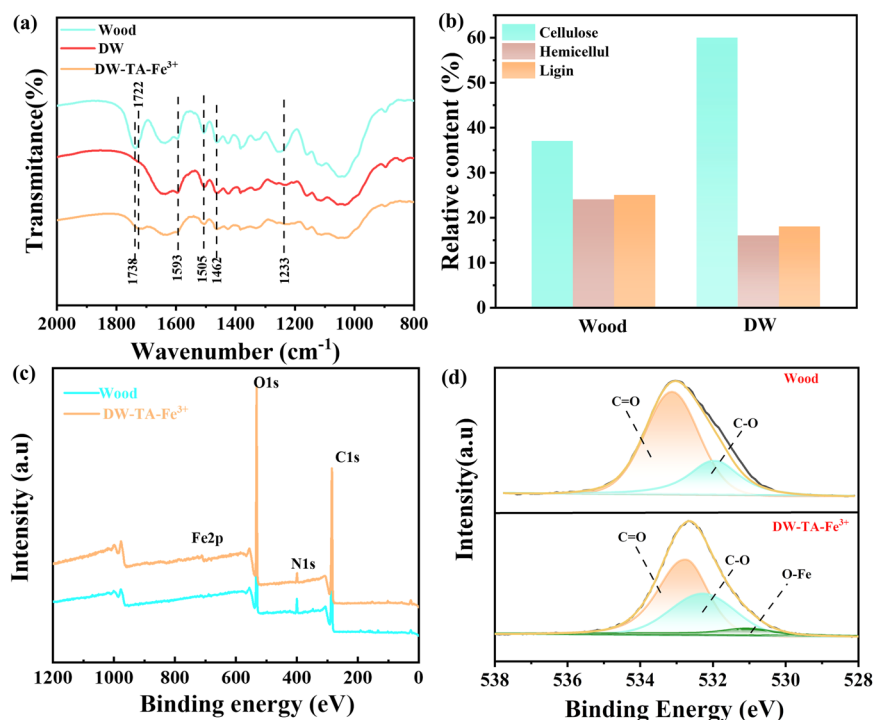 (a)
Wood
DW
DW-TA-Fe³⁺
Transmitance(%)
1722
1738
1593
1505
1462
1233
2000 1800 1600 1400 1200 1000 800
Wavenumber (cm⁻¹)
(b)
Cellulose
Hemicellul
Ligin
Relative content (%)
60
50
40
30
20
10
0
Wood DW
(c)
Wood
DW-TA-Fe³⁺
O1s
C1s
Fe2p
N1s
Intensity (a.u)
1200 1000 800 600 400 200 0
Binding energy (eV)
(d)
Wood
C=O
C-O
DW-TA-Fe³⁺
C=O
C-O
O-Fe
Intensity(a.u)
538 536 534 532 530 528
Binding Energy (eV)